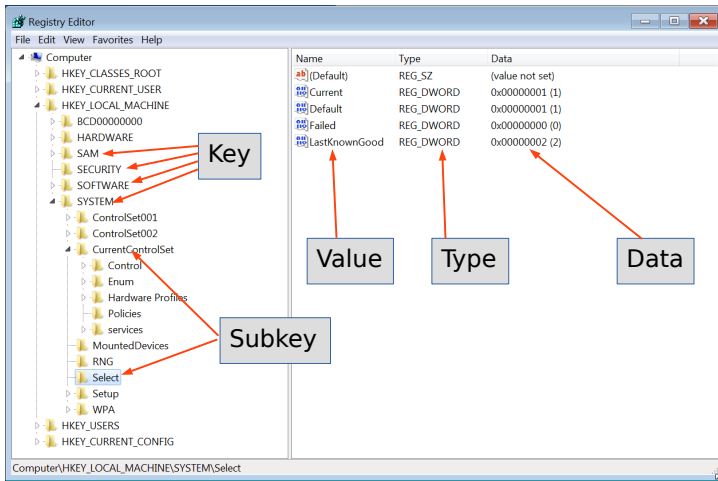 Registry Editor
File Edit View Favorites Help
Computer
HKEY_CLASSES_ROOT
HKEY_CURRENT_USER
HKEY_LOCAL_MACHINE
BCD00000000
HARDWARE
SAM
SECURITY
SOFTWARE
SYSTEM
ControlSet001
ControlSet002
CurrentControlSet
Control
Enum
Hardware Profiles
Policies
services
MountedDevices
RNG
Select
Setup
WPA
HKEY_USERS
HKEY_CURRENT_CONFIG
Key
Subkey
Name Type Data
(Default) REG_SZ (value not set)
Current REG_DWORD 0x00000001 (1)
Default REG_DWORD 0x00000001 (1)
Failed REG_DWORD 0x00000000 (0)
LastKnownGood REG_DWORD 0x00000002 (2)
Value Type Data
Computer\HKEY_LOCAL_MACHINE\SYSTEM\Select